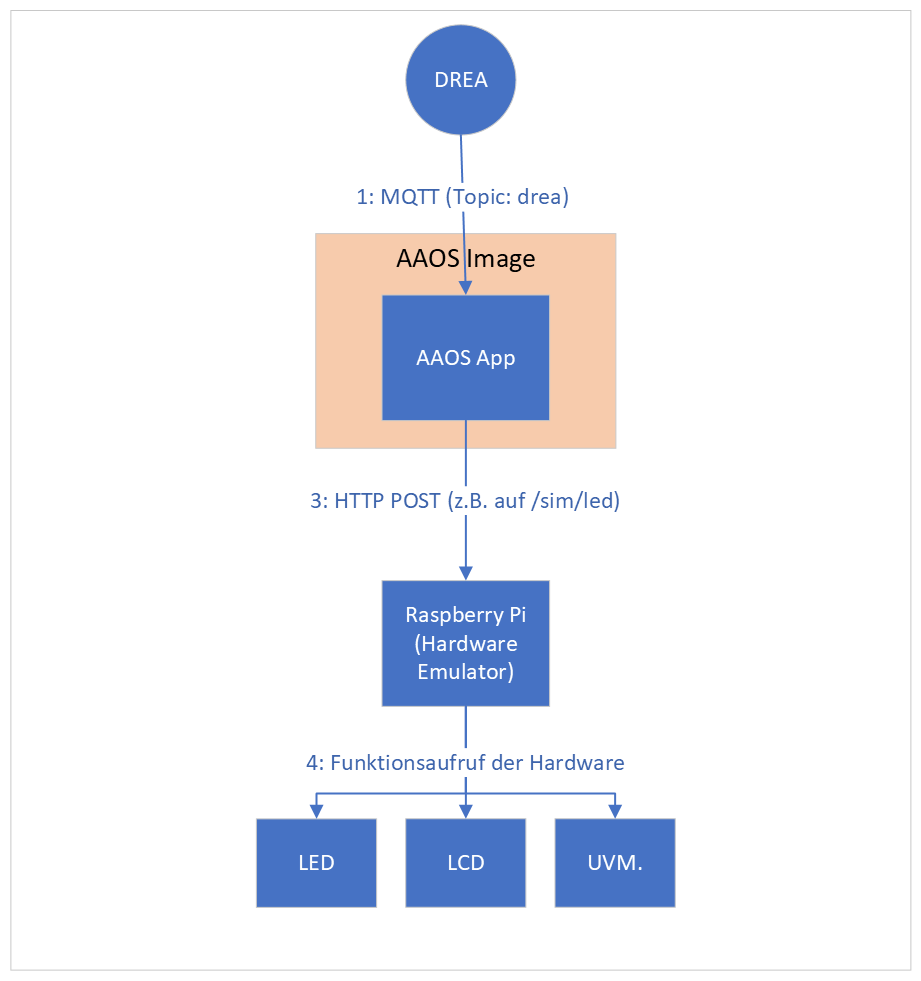 DREA
1: MQTT (Topic: drea)
AAOS Image
AAOS App
3: HTTP POST (z.B. auf /sim/led)
Raspberry Pi
(Hardware
Emulator)
4: Funktionsaufruf der Hardware
LED
LCD
UVM.